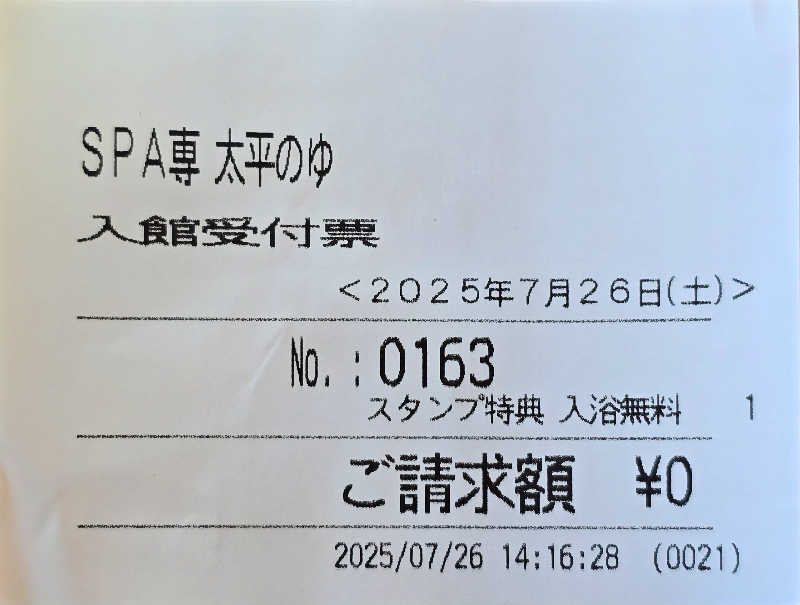 SPA専 太平のゆ
入館受付票
<2025年7月26日(土)>
No. : 0163
スタンプ特典 入浴無料 1
ご請求額 ¥0
2025/07/26 14:16:28 (0021)